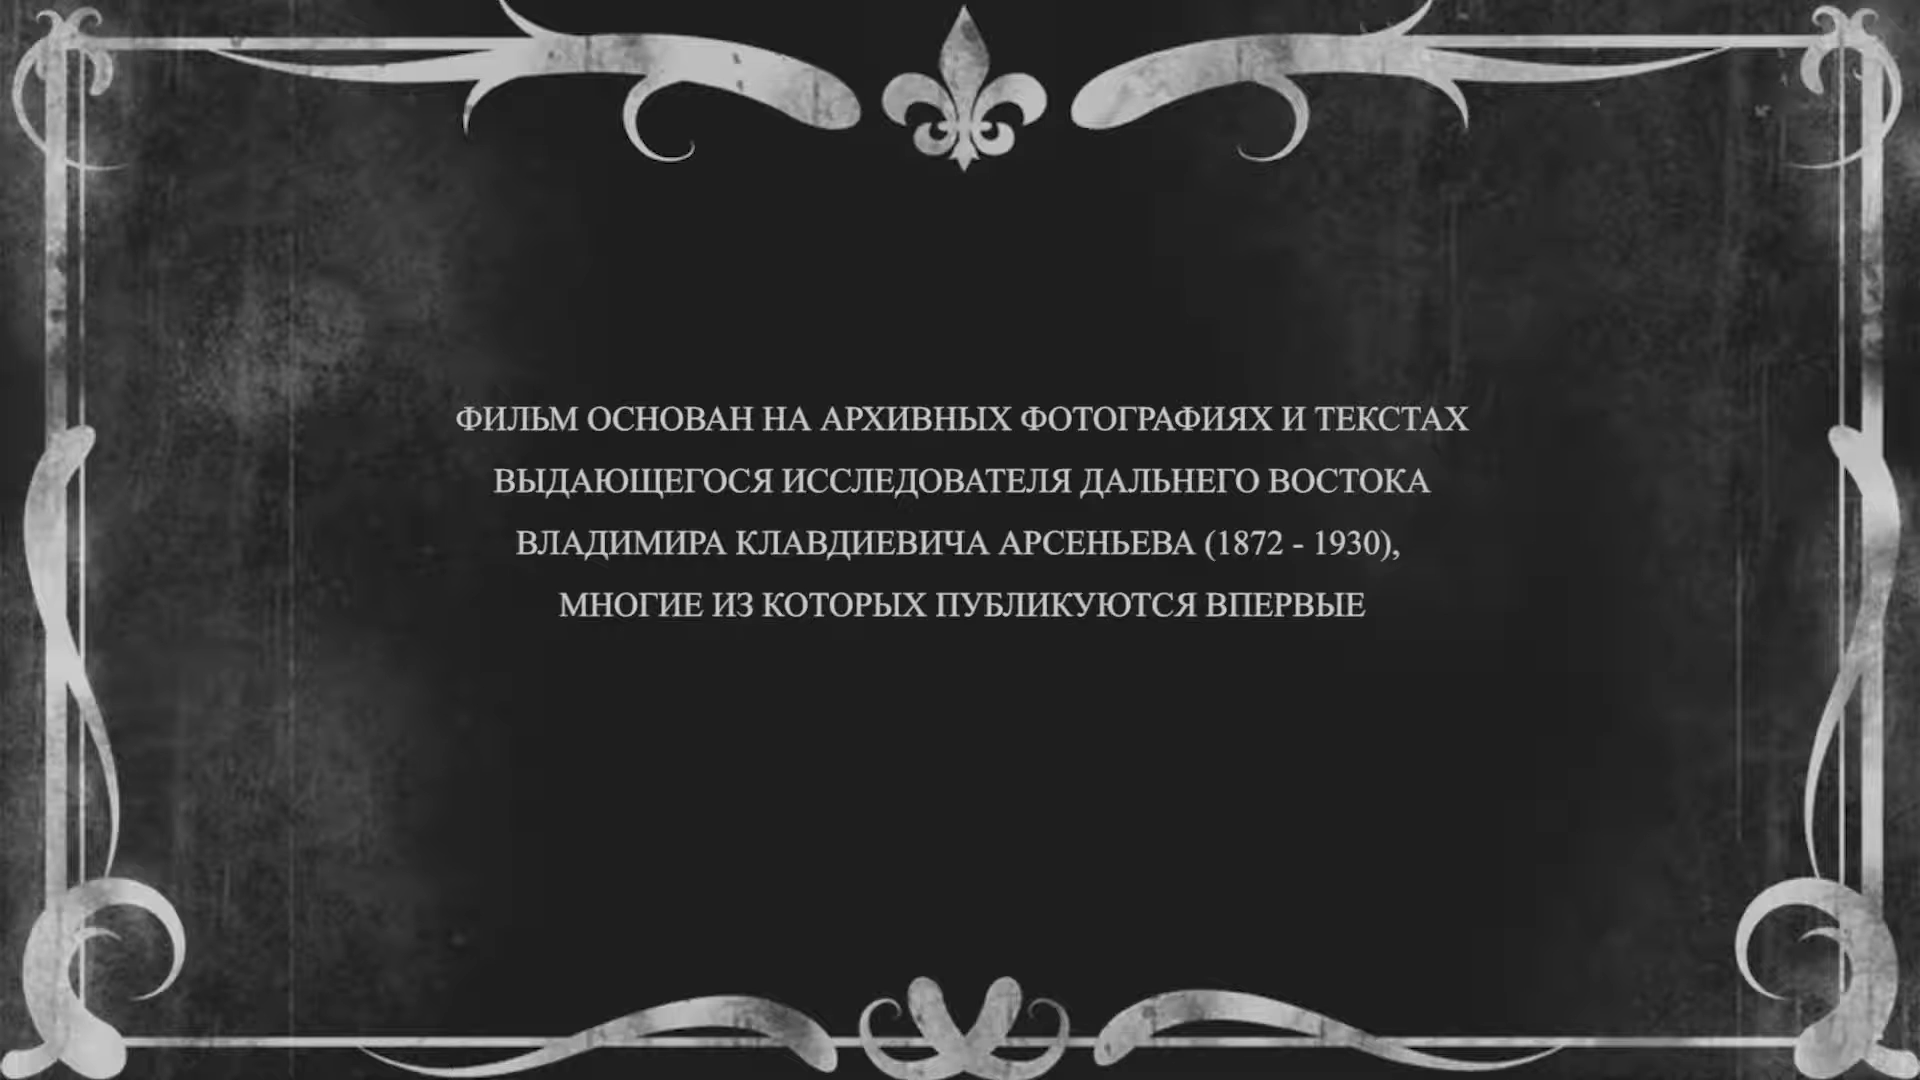 ФИЛЬМ ОСНОВАН НА АРХИВНЫХ ФОТОГРАФИЯХ И ТЕКСТАХ
ВЫДАЮЩЕГОСЯ ИССЛЕДОВАТЕЛЯ ДАЛЬНЕГО ВОСТОКА
ВЛАДИМИРА КЛАВДИЕВИЧА АРСЕНЬЕВА (1872 - 1930),
МНОГИЕ ИЗ КОТОРЫХ ПУБЛИКУЮТСЯ ВПЕРВЫЕ